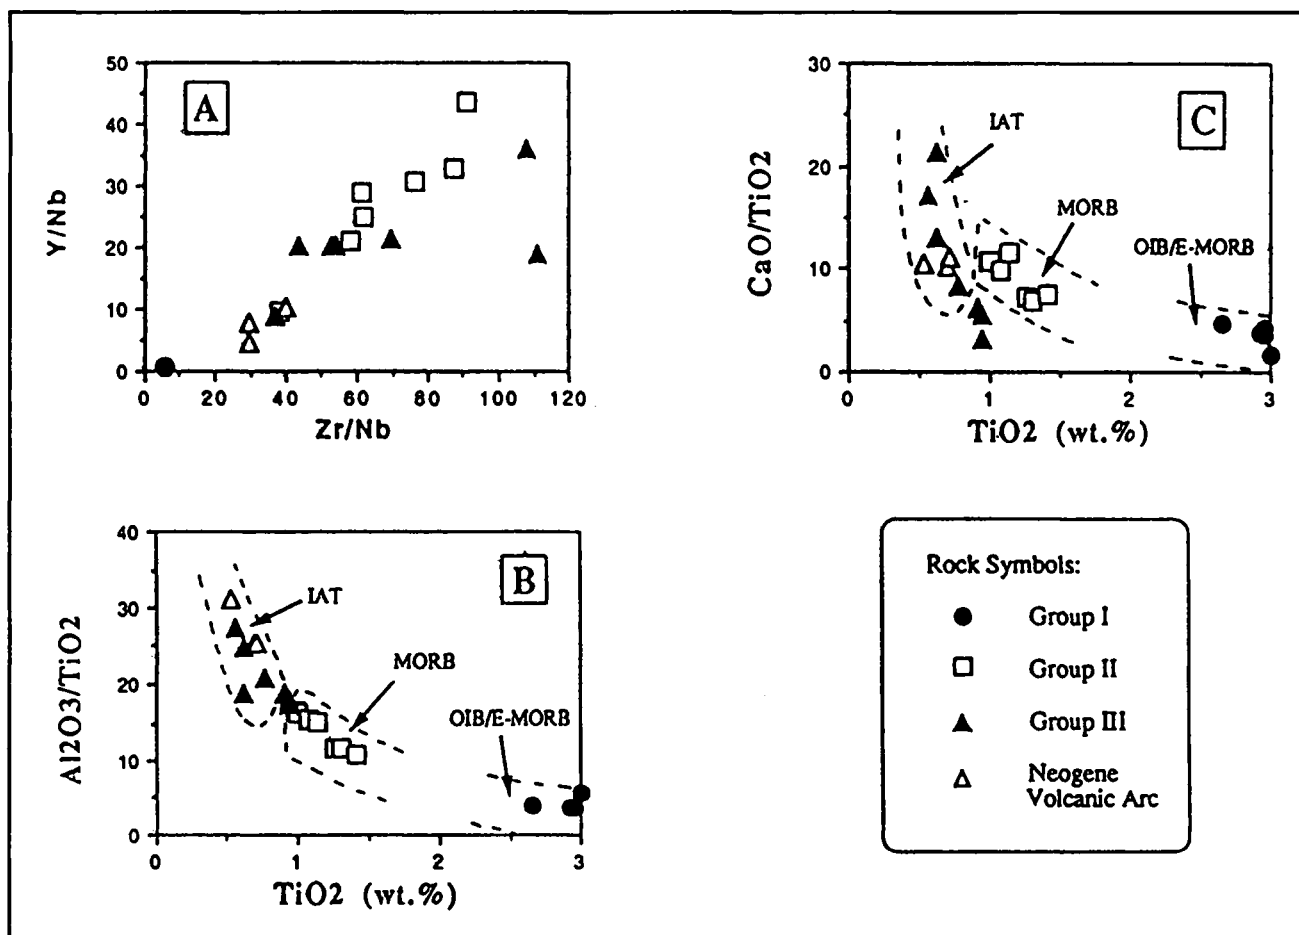 A
Y/Nb
50
40
30
20
10
0
0 20 40 60 80 100 120
Zr/Nb
C
CaO/TiO2
30
20
10
0
IAT
MORB
OIB/E-MORB
0 1 2 3
TiO2 (wt.%)
B
Al2O3/TiO2
40
30
20
10
0
IAT
MORB
OIB/E-MORB
0 1 2 3
TiO2 (wt.%)
Rock Symbols:
Group I
Group II
Group III
Neogene
Volcanic Arc